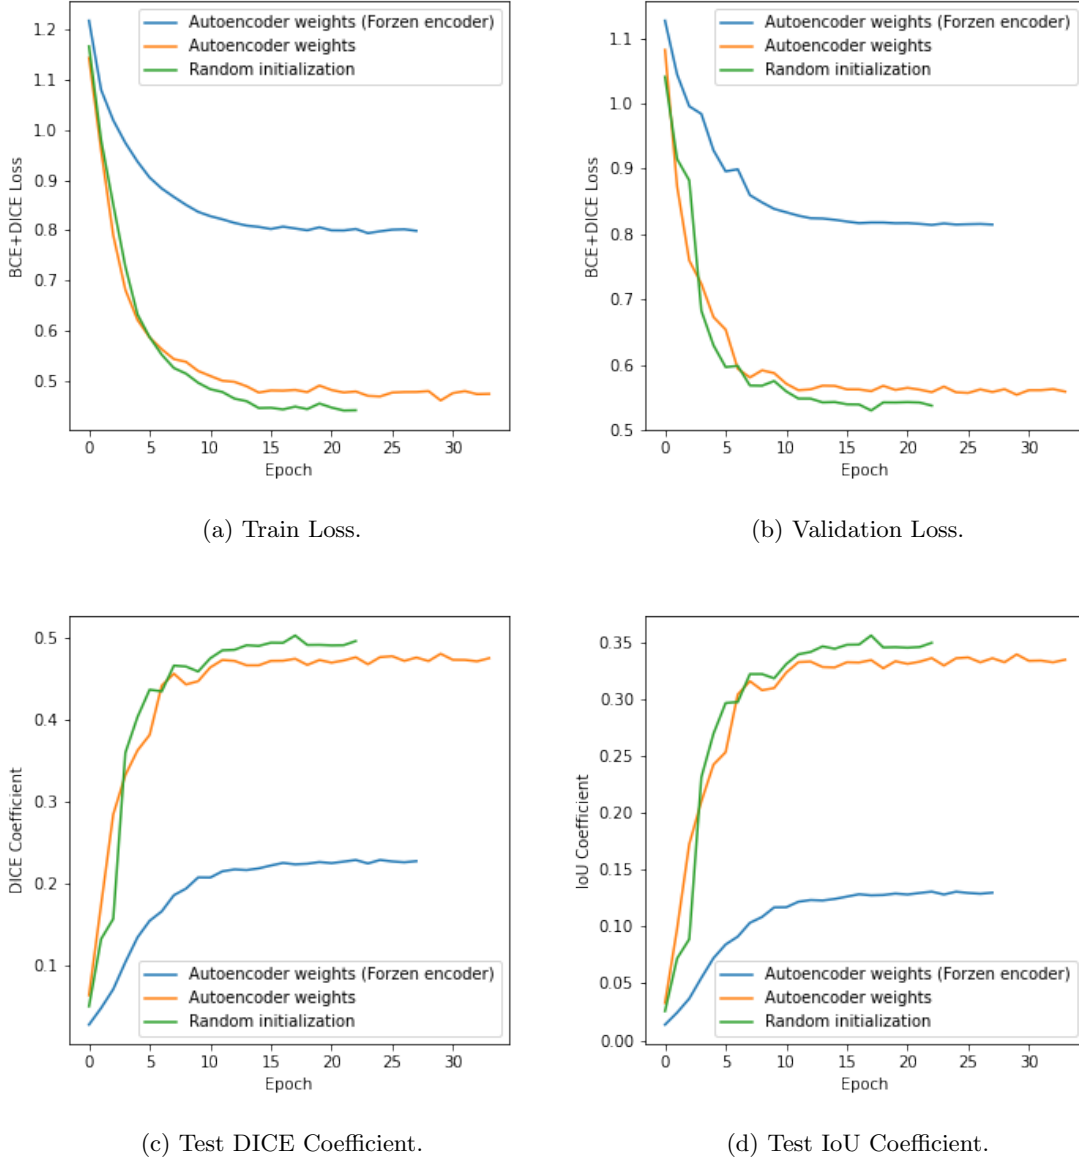 Autoencoder weights (Forzen encoder)
Autoencoder weights
Random initialization
1.2
1.1
1.0
0.9
0.8
0.7
0.6
0.5
BCE+DICE Loss
0 5 10 15 20 25 30
Epoch
(a) Train Loss.
Autoencoder weights (Forzen encoder)
Autoencoder weights
Random initialization
1.1
1.0
0.9
0.8
0.7
0.6
0.5
BCE+DICE Loss
0 5 10 15 20 25 30
Epoch
(b) Validation Loss.
0.5
0.4
0.3
0.2
0.1
DICE Coefficient
Autoencoder weights (Forzen encoder)
Autoencoder weights
Random initialization
0 5 10 15 20 25 30
Epoch
(c) Test DICE Coefficient.
0.35
0.30
0.25
0.20
0.15
0.10
0.05
0.00
IoU Coefficient
Autoencoder weights (Forzen encoder)
Autoencoder weights
Random initialization
0 5 10 15 20 25 30
Epoch
(d) Test IoU Coefficient.